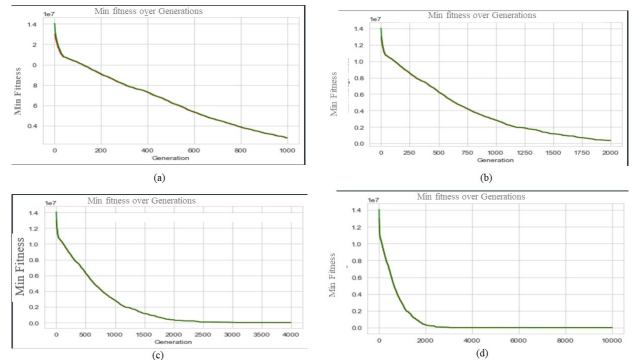 Min fitness over Generations
1e7
1.4
2
0
8
6
0.4
Min Fitness
0 200 400 600 800 1000
Generation
(a)
Min fitness over Generations
1e7
1.4
1.2
1.0
0.8
0.6
0.4
0.2
0.0
Min Fitness
0 250 500 750 1000 1250 1500 1750 2000
Generation
(b)
Min fitness over Generations
1e7
1.4
1.2
1.0
0.8
0.6
0.4
0.2
0.0
Min Fitness
0 500 1000 1500 2000 2500 3000 3500 4000
Generation
(c)
Min fitness over Generations
1e7
1.4
1.2
1.0
0.8
0.6
0.4
0.2
0.0
Min Fitness
0 2000 4000 6000 8000 10000
Generation
(d)